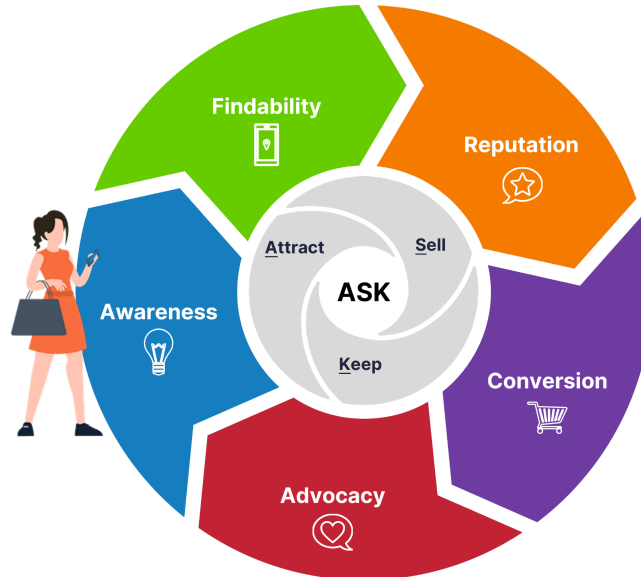 Findability
Reputation
Attract
Sell
ASK
Awareness
Keep
Conversion
Advocacy